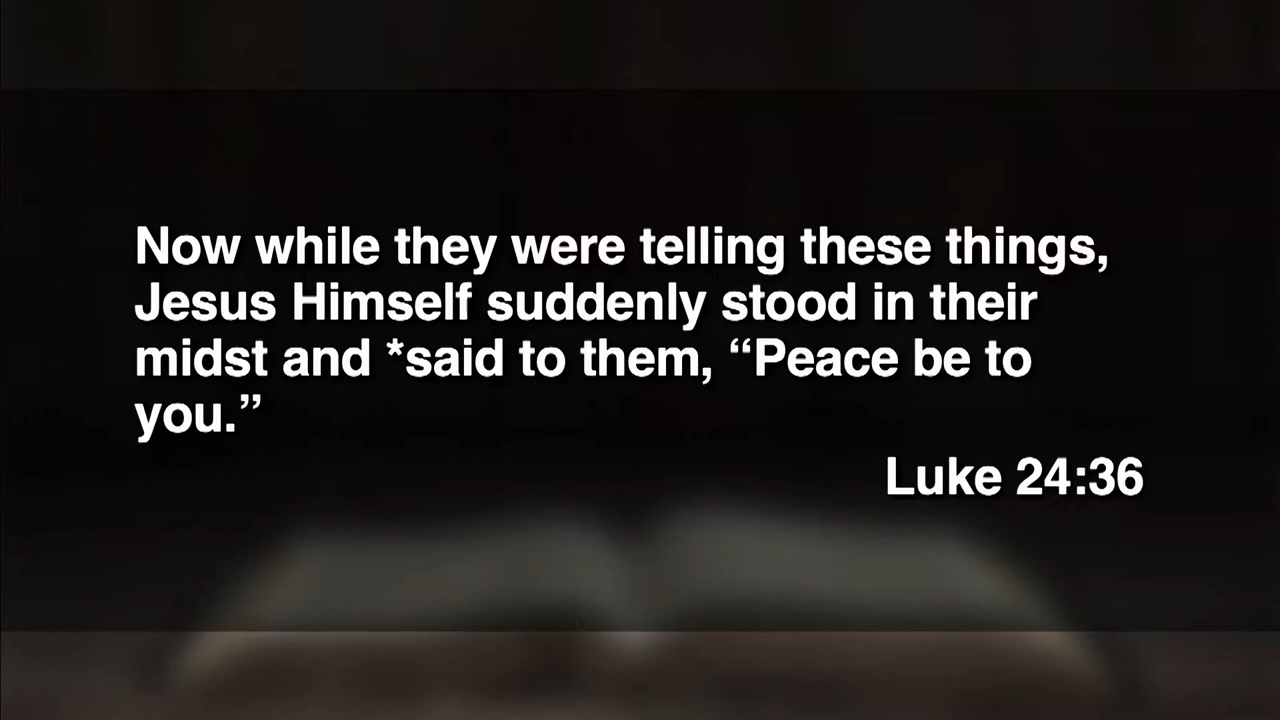 Now while they were telling these things,
Jesus Himself suddenly stood in their
midst and *said to them, “Peace be to
you.”
Luke 24:36